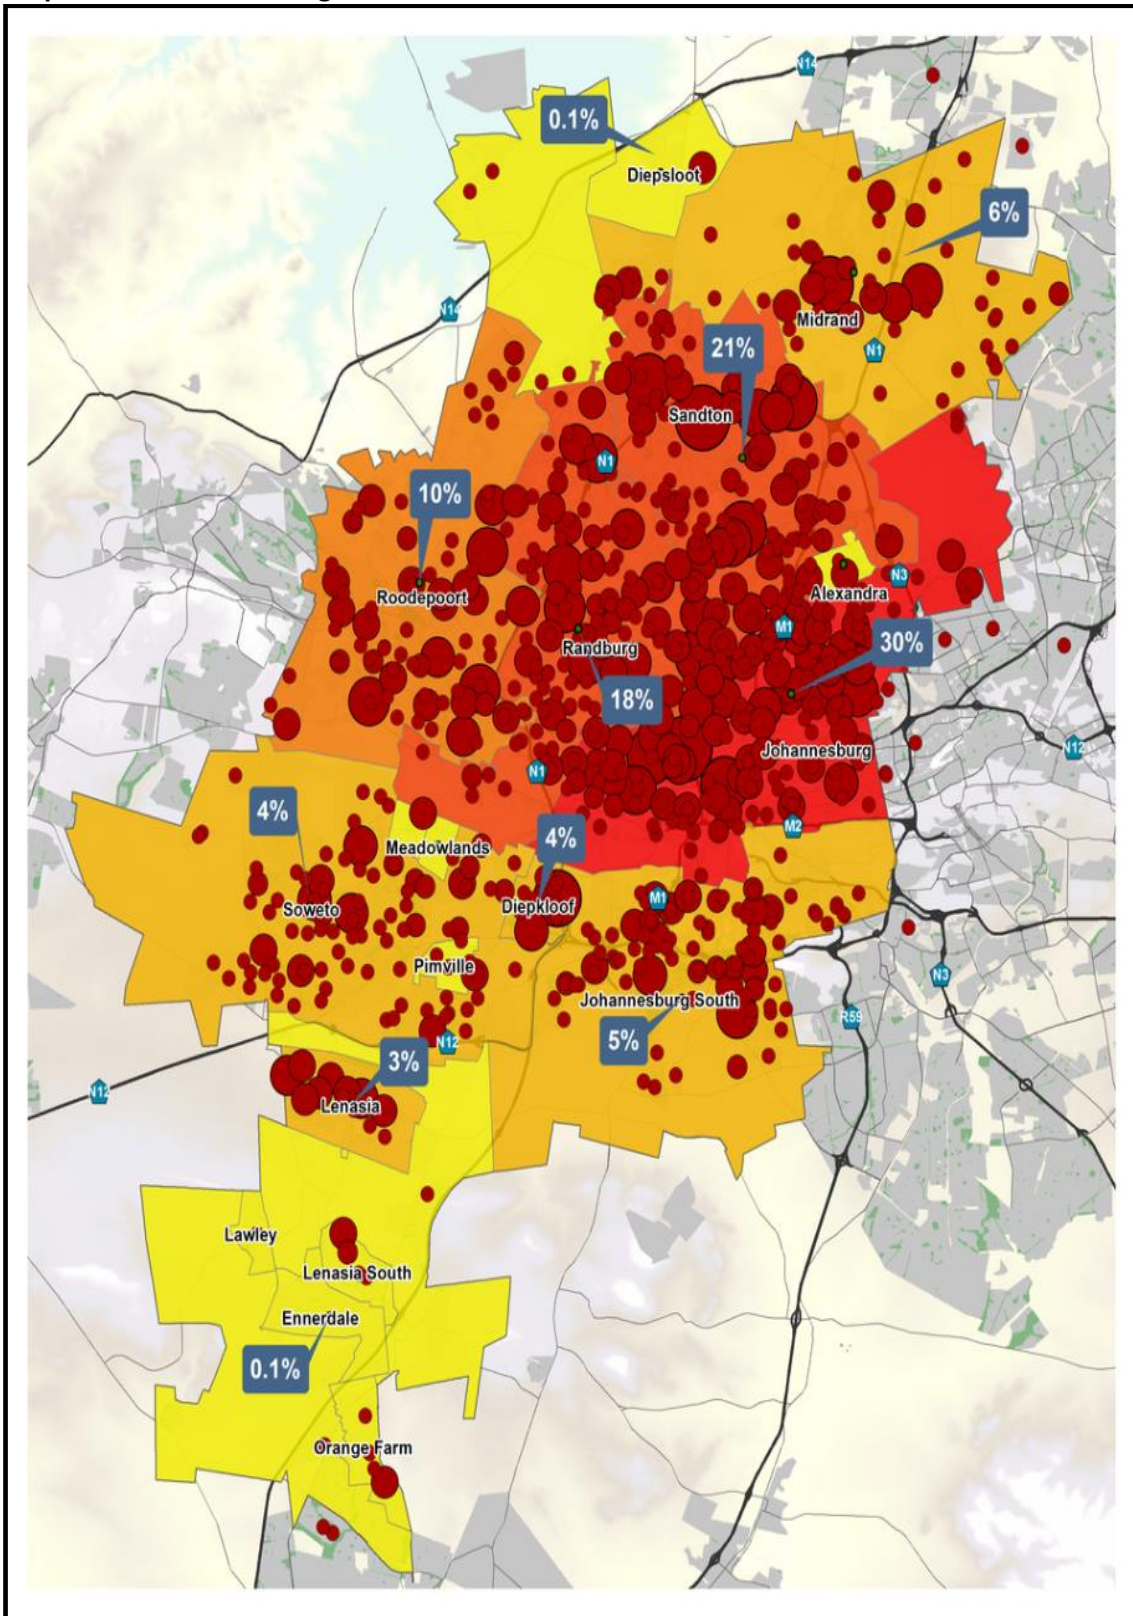 N14
0.1%
Diepsloot
6%
N14
Midrand
21%
N1
Sandton
N1
10%
Roodepoort
Alexandra
N3
M1
Randburg
30%
18%
Johannesburg
N12
N1
4%
M2
4%
Meadowlands
M1
Soweto
Diepkloof
Pimville
N3
Johannesburg South
R59
5%
N12
3%
N12
Lenasia
Lawley
Lenasia South
Ennerdale
0.1%
Orange Farm